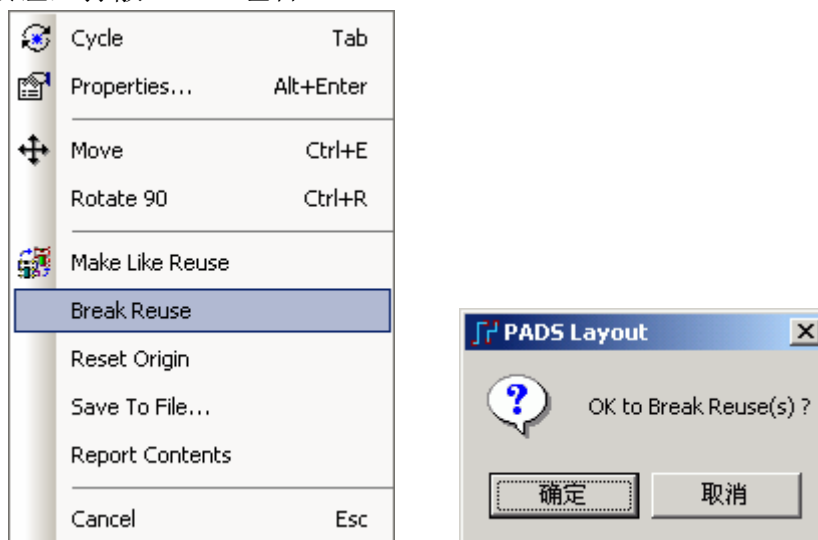 Cycle Tab
Properties... Alt+Enter
Move Ctrl+E
Rotate 90 Ctrl+R
Make Like Reuse
Break Reuse
Reset Origin
Save To File...
Report Contents
Cancel Esc
PADS Layout
OK to Break Reuse(s) ?
确定 取消